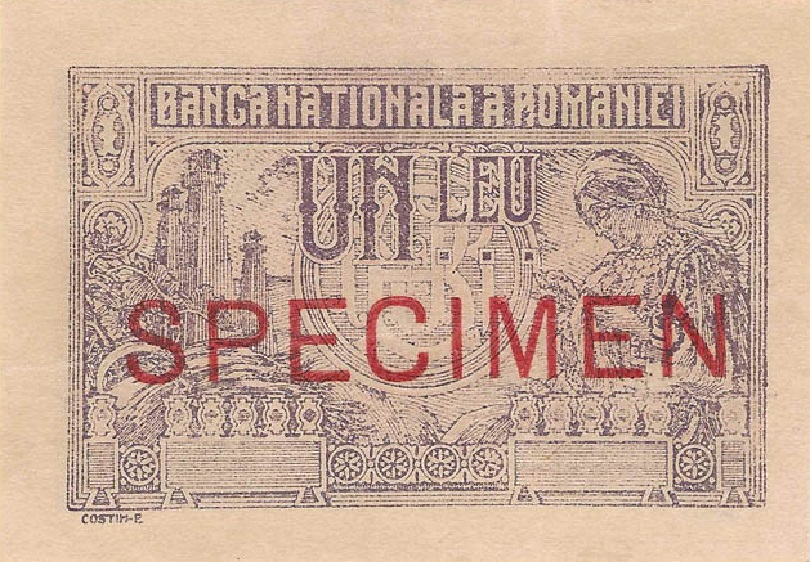 BANCA NATIONALA A ROMANIEI
UN LEU
SPECIMEN
COSTIN-P.